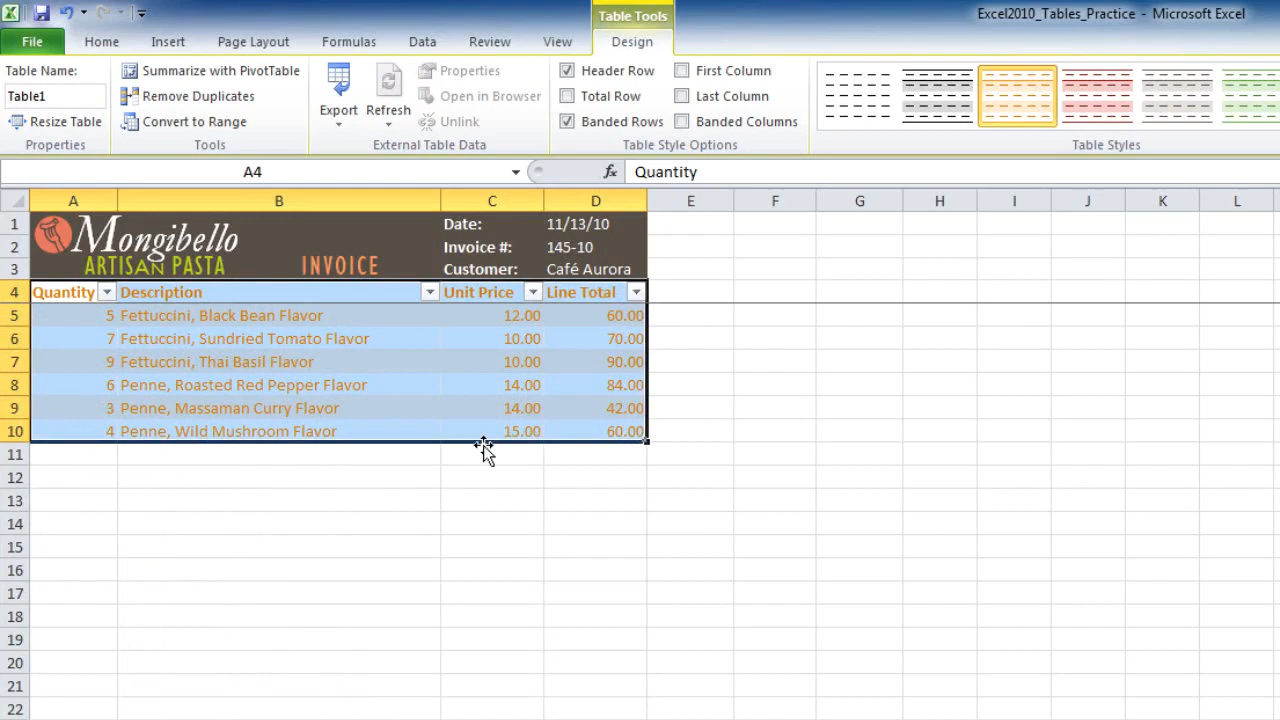 Table Tools
Excel2010_Tables_Practice - Microsoft Excel
File Home Insert Page Layout Formulas Data Review View Design
Table Name:
Table1
Resize Table
Properties
Summarize with PivotTable
Remove Duplicates
Convert to Range
Tools
Export
Refresh
Properties
Open in Browser
Unlink
External Table Data
Header Row
Total Row
Banded Rows
First Column
Last Column
Banded Columns
Table Style Options
Table Styles
A4 fx Quantity
A B C D E F G H I J K L
1 Date: 11/13/10
Mongibello
2 Invoice #: 145-10
3 ARTISAN PASTA INVOICE Customer: Café Aurora
4 Quantity Description Unit Price Line Total
5 5 Fettuccini, Black Bean Flavor 12.00 60.00
6 7 Fettuccini, Sundried Tomato Flavor 10.00 70.00
7 9 Fettuccini, Thai Basil Flavor 10.00 90.00
8 6 Penne, Roasted Red Pepper Flavor 14.00 84.00
9 3 Penne, Massaman Curry Flavor 14.00 42.00
10 4 Penne, Wild Mushroom Flavor 15.00 60.00
11
12
13
14
15
16
17
18
19
20
21
22